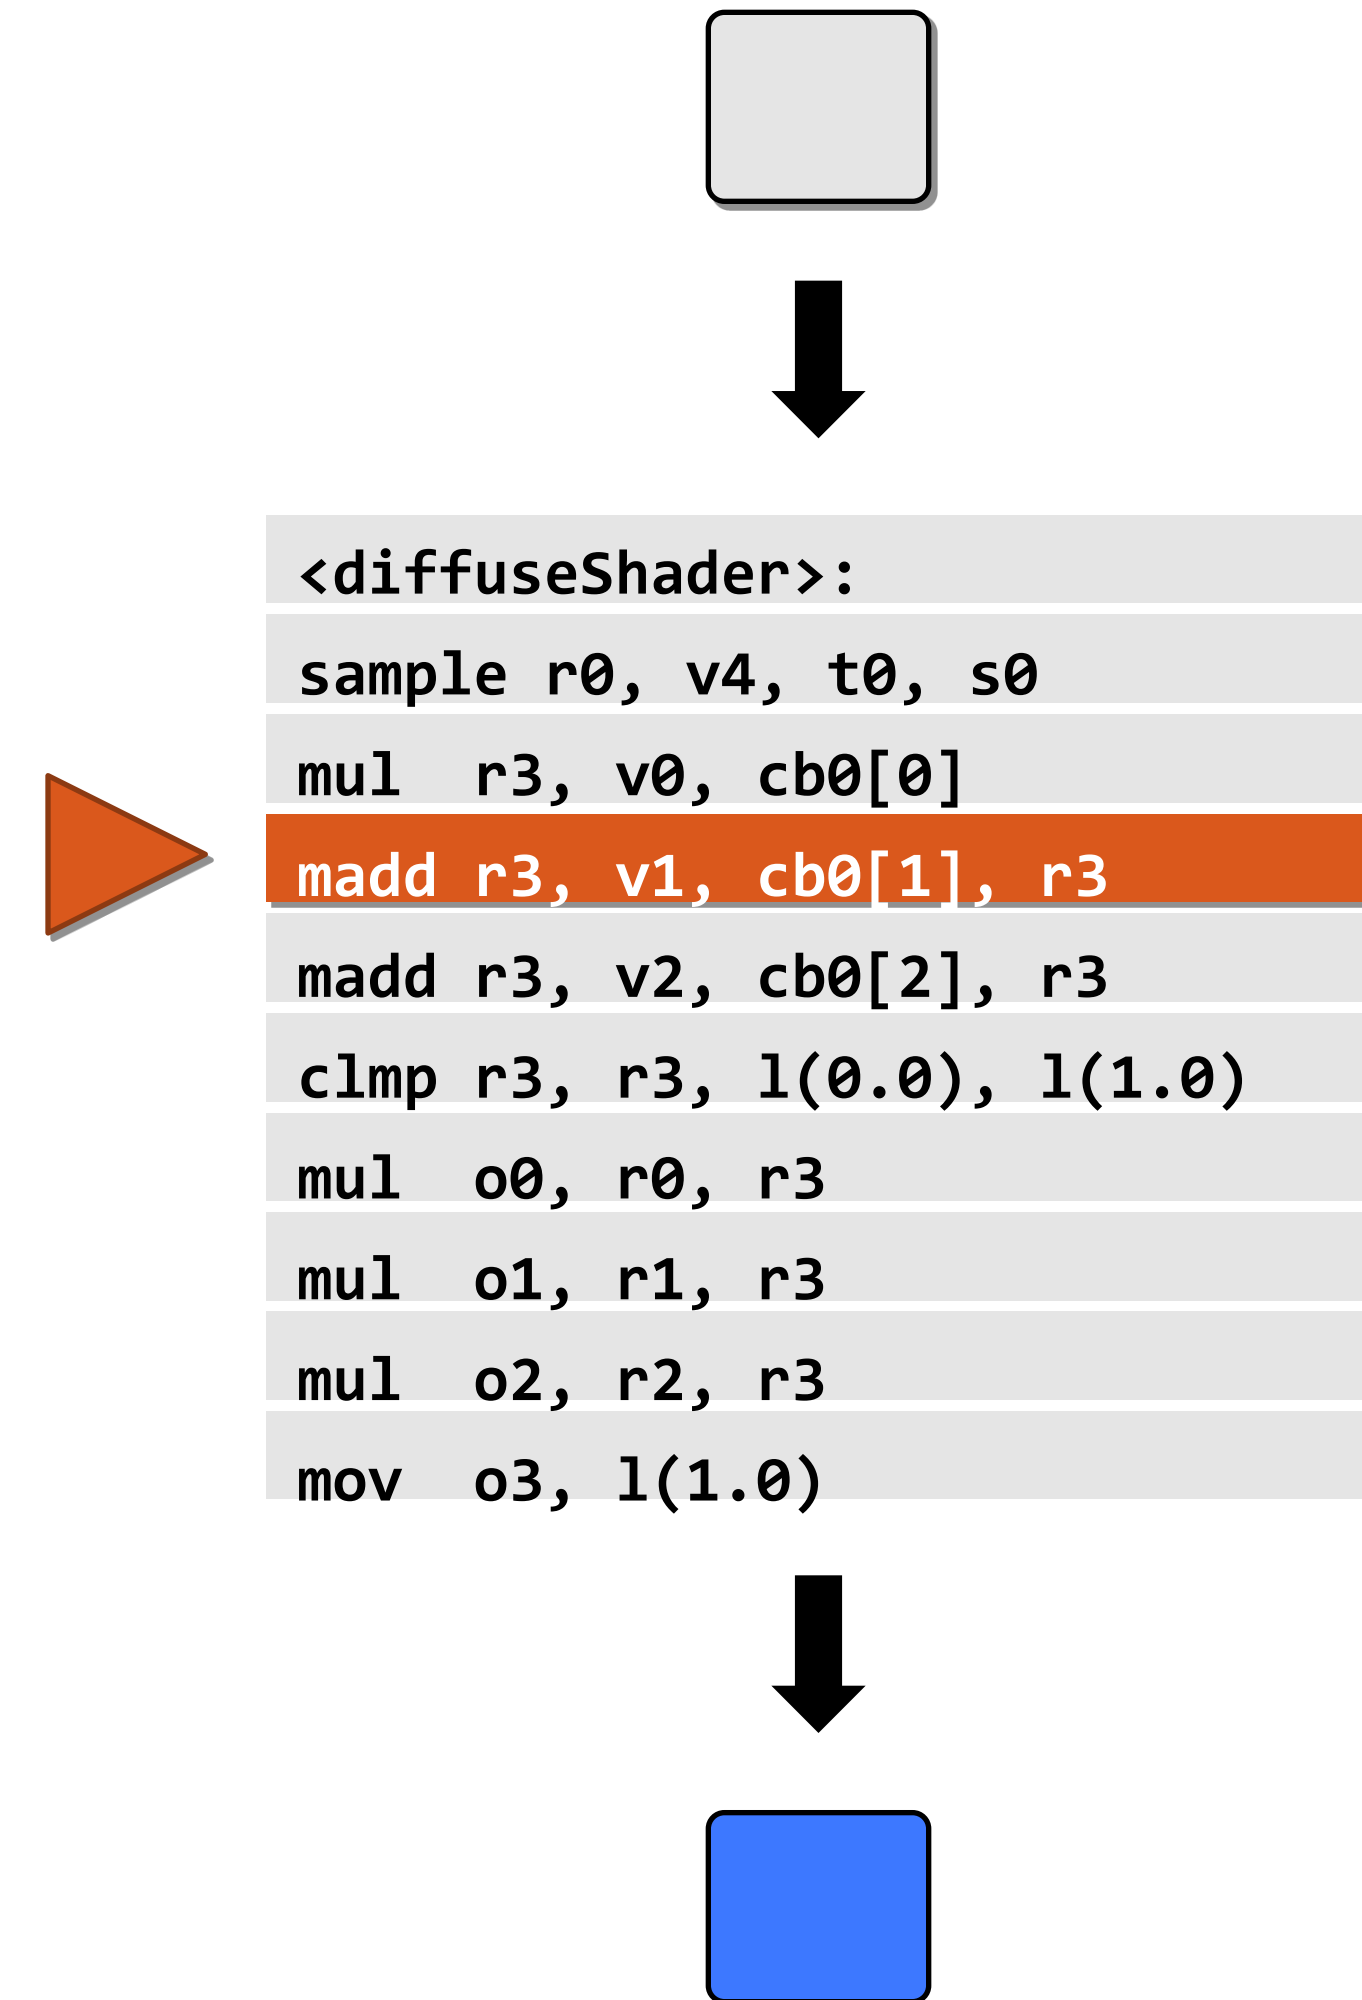 <diffuseShader>:
sample r0, v4, t0, s0
mul  r3, v0, cb0[0]
madd r3, v1, cb0[1], r3
madd r3, v2, cb0[2], r3
clmp r3, r3, l(0.0), l(1.0)
mul  o0, r0, r3
mul  o1, r1, r3
mul  o2, r2, r3
mov  o3, l(1.0)